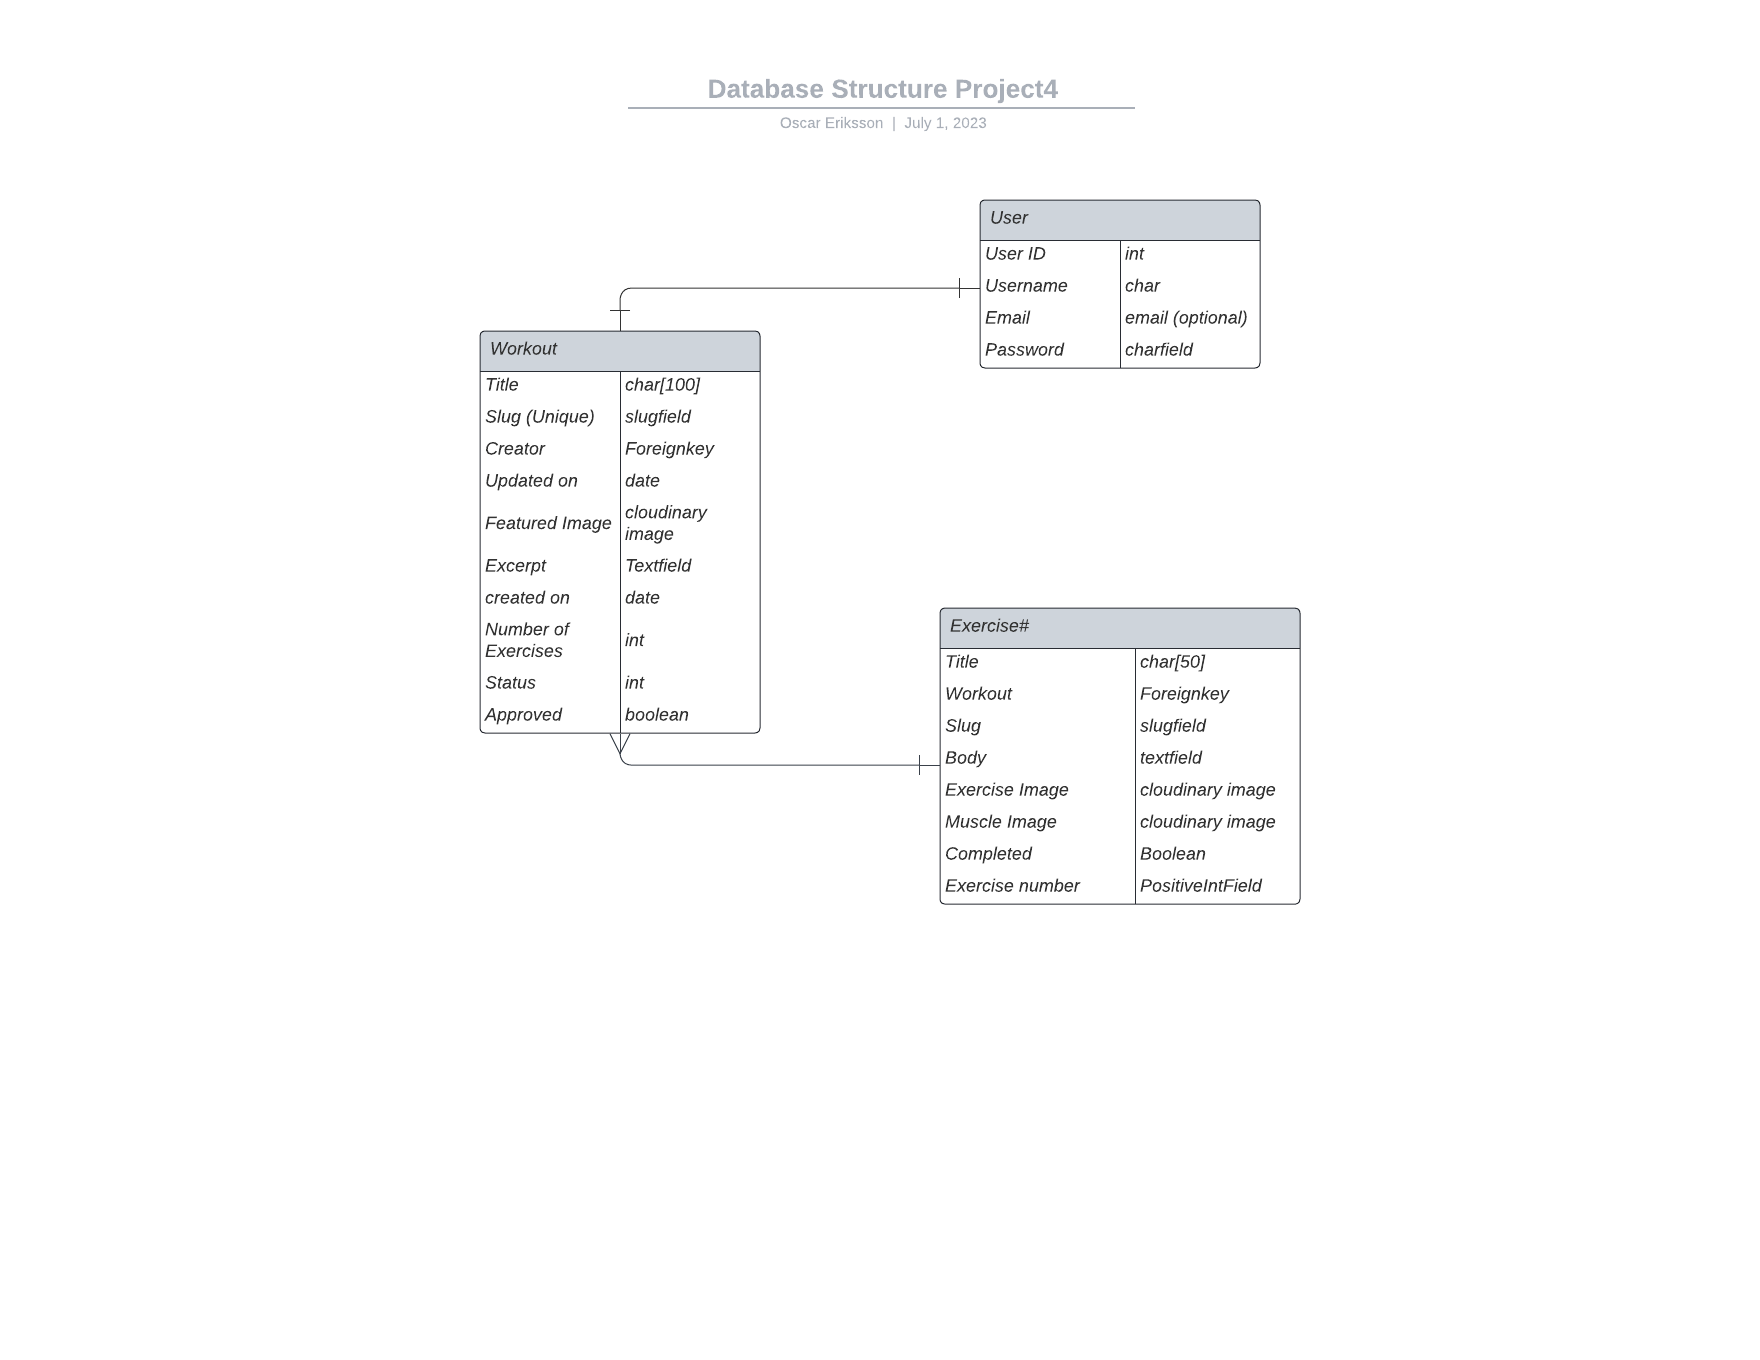 Database Structure Project4
Oscar Eriksson | July 1, 2023
User
User ID int
Username char
Email email (optional)
Password charfield
Workout
Title char[100]
Slug (Unique) slugfield
Creator Foreignkey
Updated on date
Featured Image cloudinary
image
Excerpt Textfield
created on date
Number of
Exercises int
Status int
Approved boolean
Exercise#
Title char[50]
Workout Foreignkey
Slug slugfield
Body textfield
Exercise Image cloudinary image
Muscle Image cloudinary image
Completed Boolean
Exercise number PositiveIntField